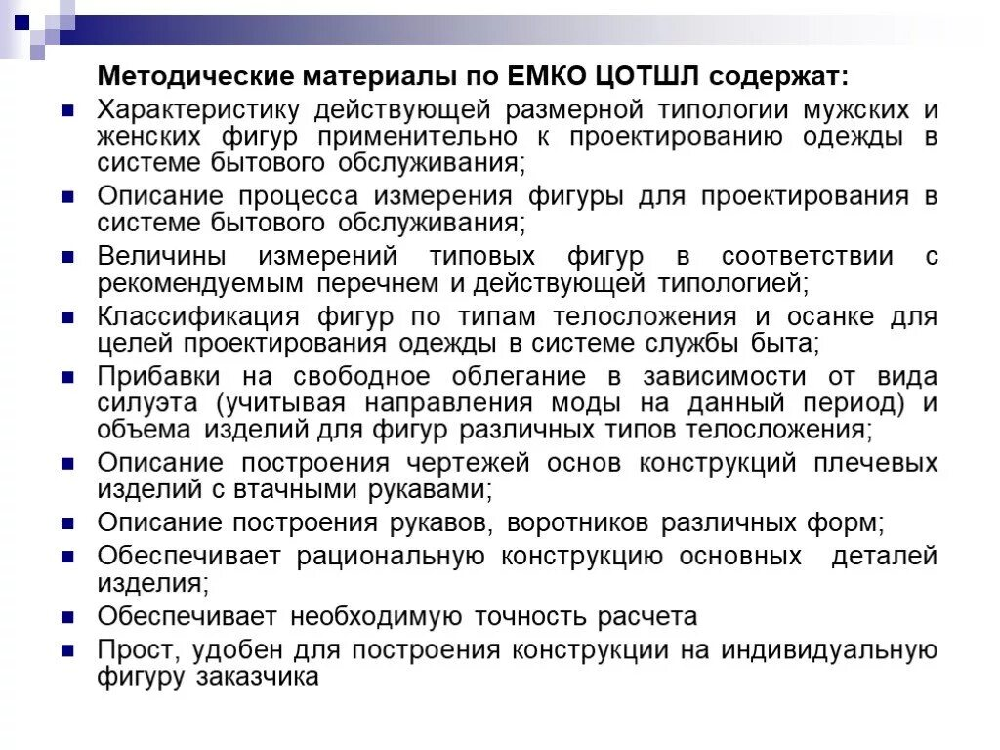 Методические материалы по ЕМКО ЦОТШЛ содержат:
Характеристику действующей размерной типологии мужских и
женских фигур применительно к проектированию одежды в
системе бытового обслуживания;
Описание процесса измерения фигуры для проектирования в
системе бытового обслуживания;
Величины измерений типовых фигур в соответствии с
рекомендуемым перечнем и действующей типологией;
Классификация фигур по типам телосложения и осанке для
целей проектирования одежды в системе службы быта;
Прибавки на свободное облегание в зависимости от вида
силуэта (учитывая направления моды на данный период) и
объема изделий для фигур различных типов телосложения;
Описание построения чертежей основ конструкций плечевых
изделий с втачными рукавами;
Описание построения рукавов, воротников различных форм;
Обеспечивает рациональную конструкцию основных деталей
изделия;
Обеспечивает необходимую точность расчета
Прост, удобен для построения конструкции на индивидуальную
фигуру заказчика